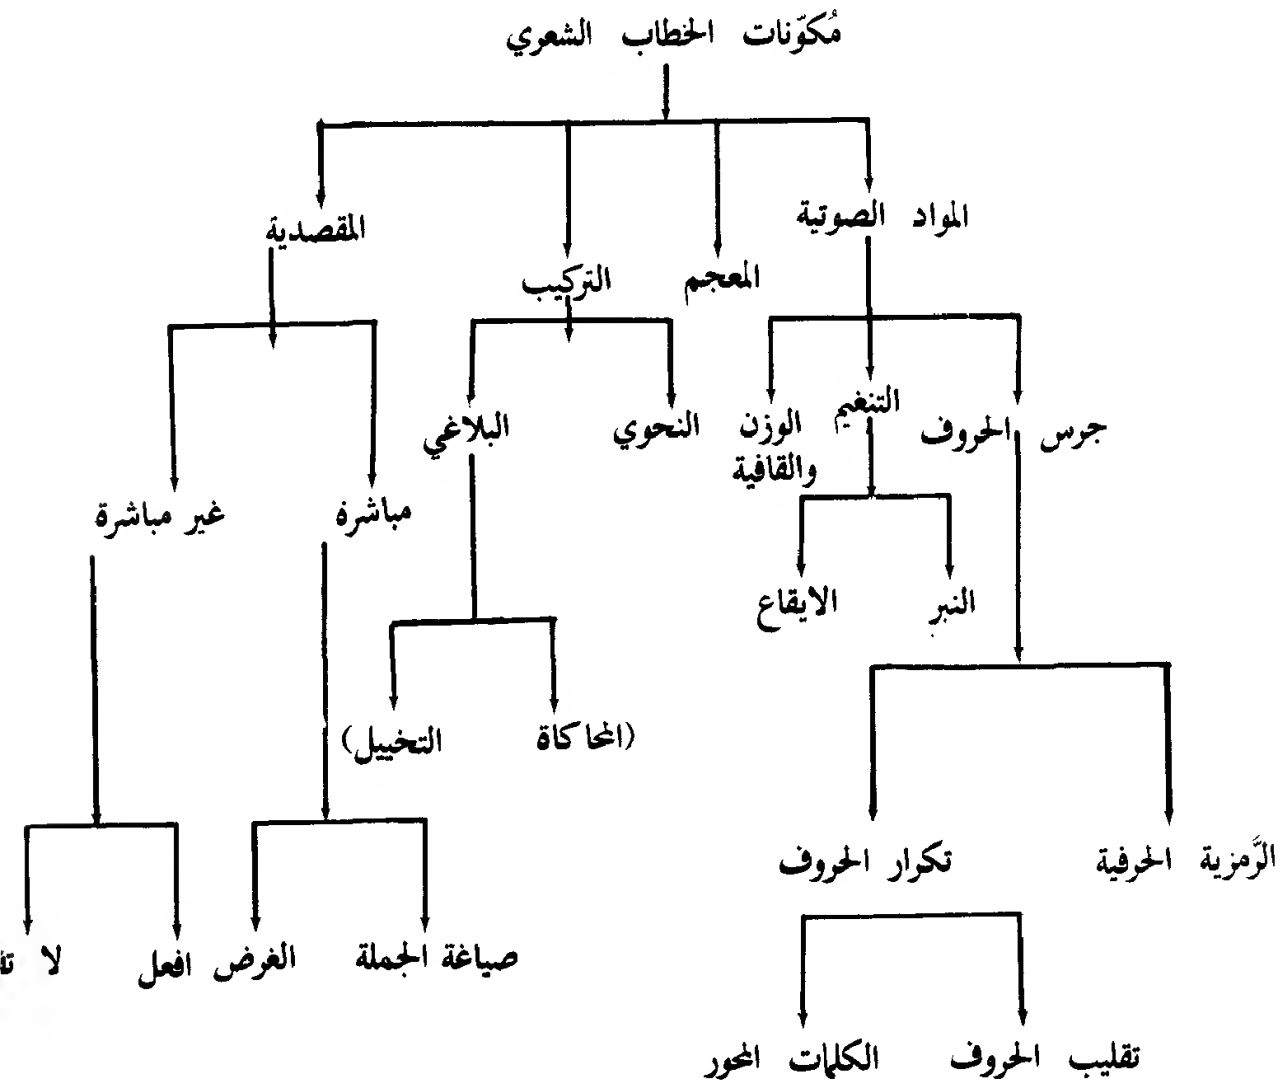 مُكوّنات الخطاب الشعري
المواد الصوتية
المقصدية
المعجم
التركيب
جرس الحروف
التنغيم
الوزن
والقافية
النحوي
البلاغي
مباشرة
غير مباشرة
النبر
الايقاع
(المحاكاة
التخييل)
الرَّمزية الحرفية
تكرار الحروف
صياغة الجملة
الغرض
افعل
لا
تقليب الحروف
الكلمات المحور